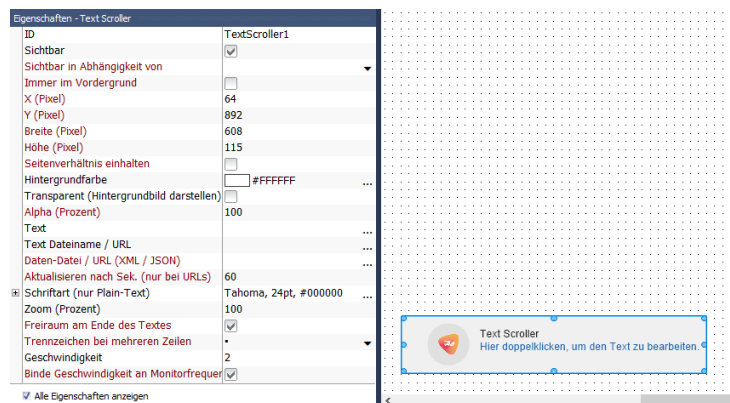 Eigenschaften - Text Scroller
ID TextScroller1
Sichtbar
Sichtbar in Abhängigkeit von
Immer im Vordergrund
X (Pixel) 64
Y (Pixel) 892
Breite (Pixel) 608
Höhe (Pixel) 115
Seitenverhältnis einhalten
Hintergrundfarbe #FFFFFF ...
Transparent (Hintergrundbild darstellen)
Alpha (Prozent) 100
Text ...
Text Dateiname / URL ...
Daten-Datei / URL (XML / JSON) ...
Aktualisieren nach Sek. (nur bei URLs) 60
Schriftart (nur Plain-Text) Tahoma, 24pt, #000000 ...
Zoom (Prozent) 100
Freiraum am Ende des Textes
Trennzeichen bei mehreren Zeilen •
Geschwindigkeit 2
Binde Geschwindigkeit an Monitorfrequer
Alle Eigenschaften anzeigen
Text Scroller
Hier doppelklicken, um den Text zu bearbeiten.